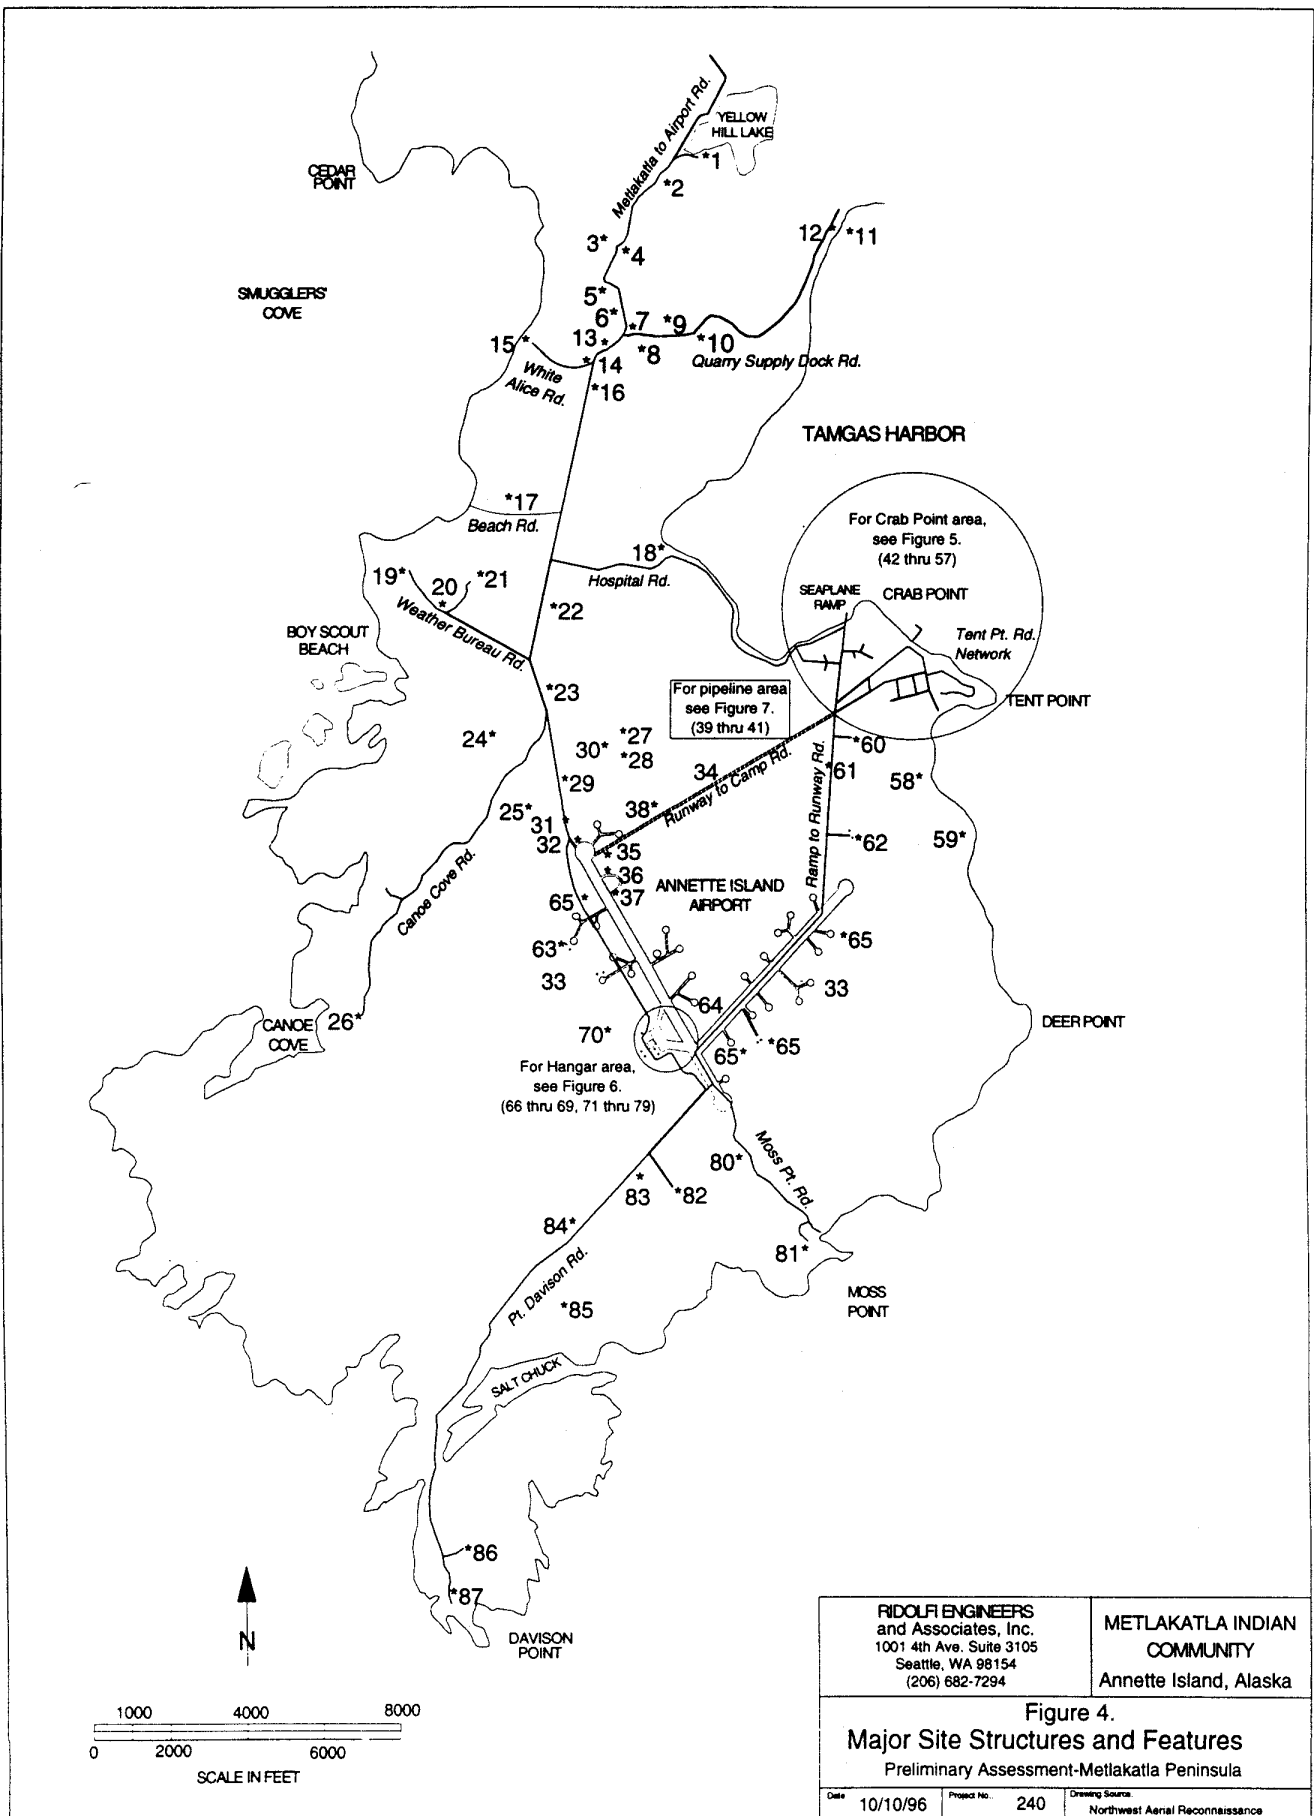 Metlakatla to Airport Rd.
YELLOW
HILL LAKE
*1
*2
CEDAR
POINT
3*
*4
12*
*11
SMUGGLERS'
COVE
5*
6*
*7
*9
13*
*8
*10
15*
*14
Quarry Supply Dock Rd.
White
Alice Rd.
*16
TAMGAS HARBOR
*17
Beach Rd.
For Crab Point area,
see Figure 5.
(42 thru 57)
18*
Hospital Rd.
19*
20
*
*21
SEAPLANE
RAMP
CRAB POINT
*22
Weather Bureau Rd.
BOY SCOUT
BEACH
Tent Pt. Rd.
Network
*23
For pipeline area
see Figure 7.
(39 thru 41)
TENT POINT
24*
*27
30*
*28
*60
34
Runway to Camp Rd.
*61
Ramp to Runway Rd.
58*
*29
25*
38*
31*
32*
*35
*62
59*
*36
*37
Canoe Cove Rd.
ANNETTE ISLAND
AIRPORT
65*
*65
63*
33
33
64
26*
CANOE
COVE
70*
65*
*65
DEER POINT
For Hangar area,
see Figure 6.
(66 thru 69, 71 thru 79)
Moss Pt. Rd.
80*
*
83
*82
84*
81*
Pt. Davison Rd.
*85
MOSS
POINT
SALT CHUCK
*86
*87
DAVISON
POINT
N
1000 4000 8000
0 2000 6000
SCALE IN FEET
RIDOLFI ENGINEERS
and Associates, Inc.
1001 4th Ave. Suite 3105
Seattle, WA 98154
(206) 682-7294
METLAKATLA INDIAN
COMMUNITY
Annette Island, Alaska
Figure 4.
Major Site Structures and Features
Preliminary Assessment-Metlakatla Peninsula
Date 10/10/96
Project No. 240
Drawing Source
Northwest Aerial Reconnaissance